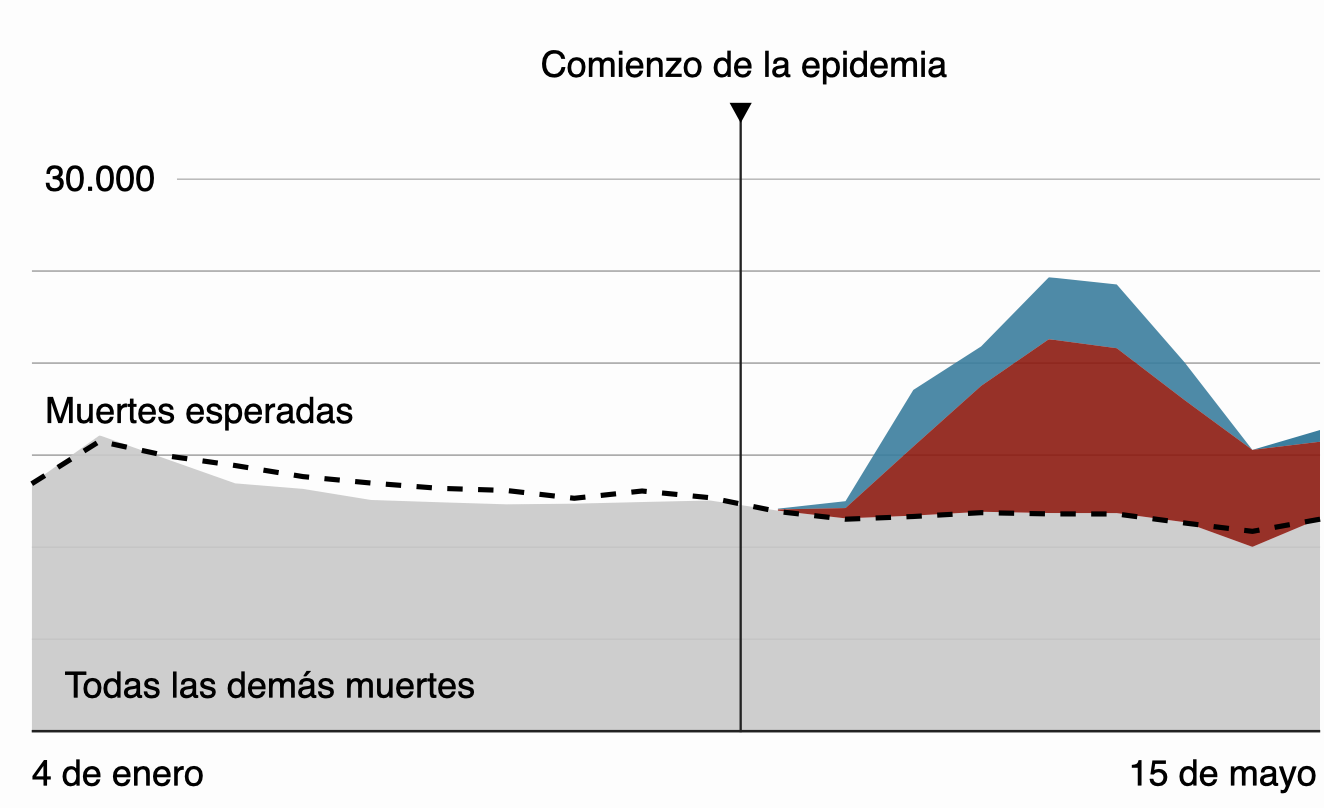 Comienzo de la epidemia
30.000
Muertes esperadas
Todas las demás muertes
4 de enero
15 de mayo